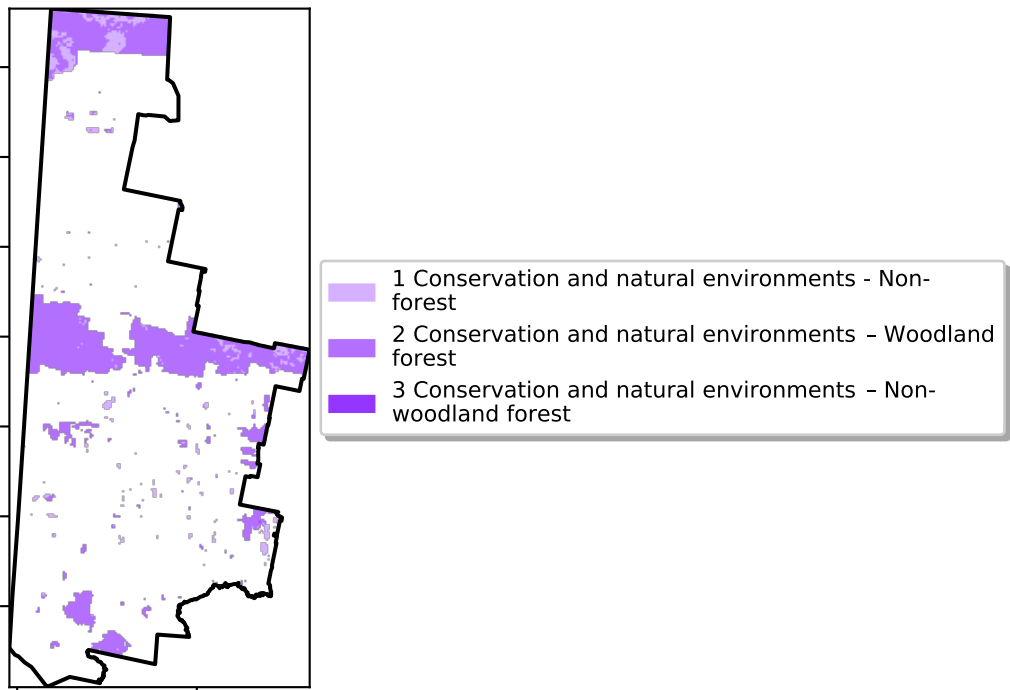 1 Conservation and natural environments - Non-
forest
2 Conservation and natural environments – Woodland
forest
3 Conservation and natural environments – Non-
woodland forest